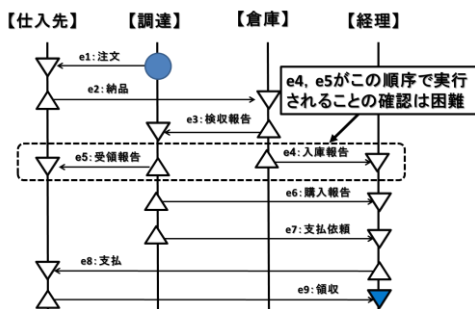 【仕入先】 【調達】 【倉庫】 【経理】
e1:注文
e2:納品
e4, e5がこの順序で実行
されることの確認は困難
e3:検収報告
e5:受領報告
e4:入庫報告
e6:購入報告
e7:支払依頼
e8:支払
e9:領収